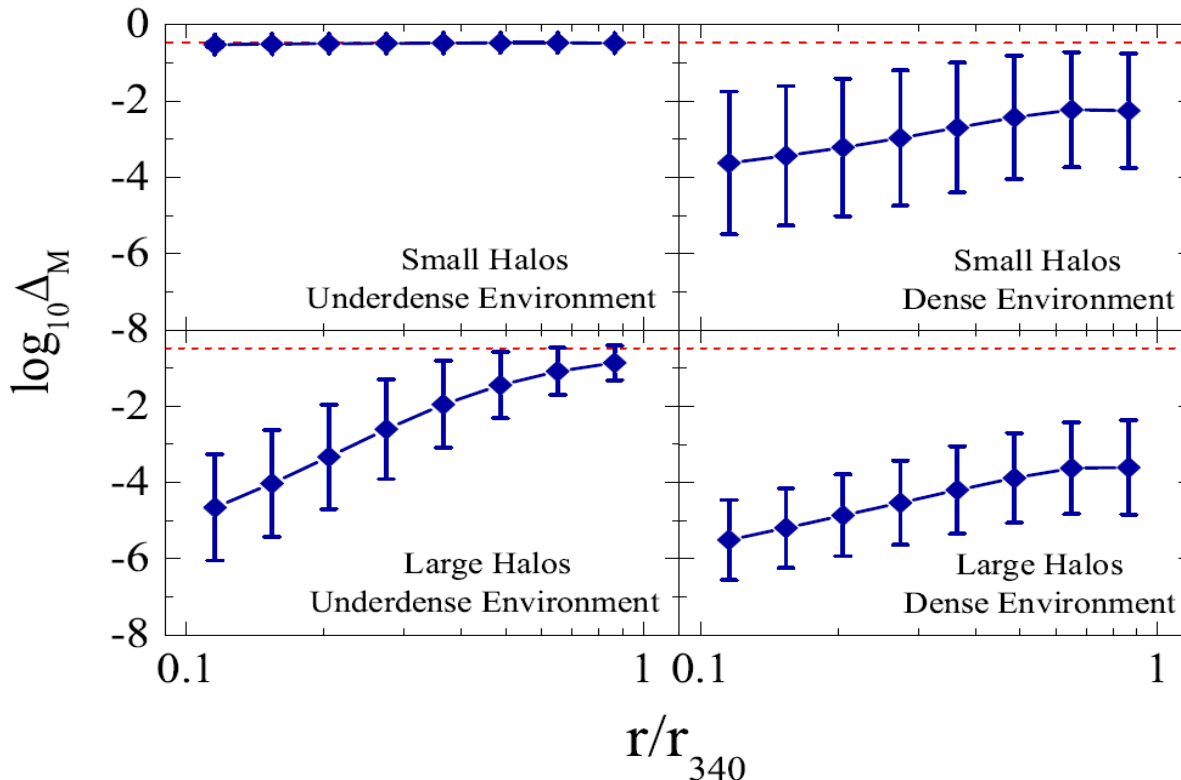 0
-2
-4
-6
-8
Small Halos
Underdense Environment
Small Halos
Dense Environment
log10ΔM
-2
-4
-6
-8
Large Halos
Underdense Environment
Large Halos
Dense Environment
0.1
1
0.1
1
r/r340